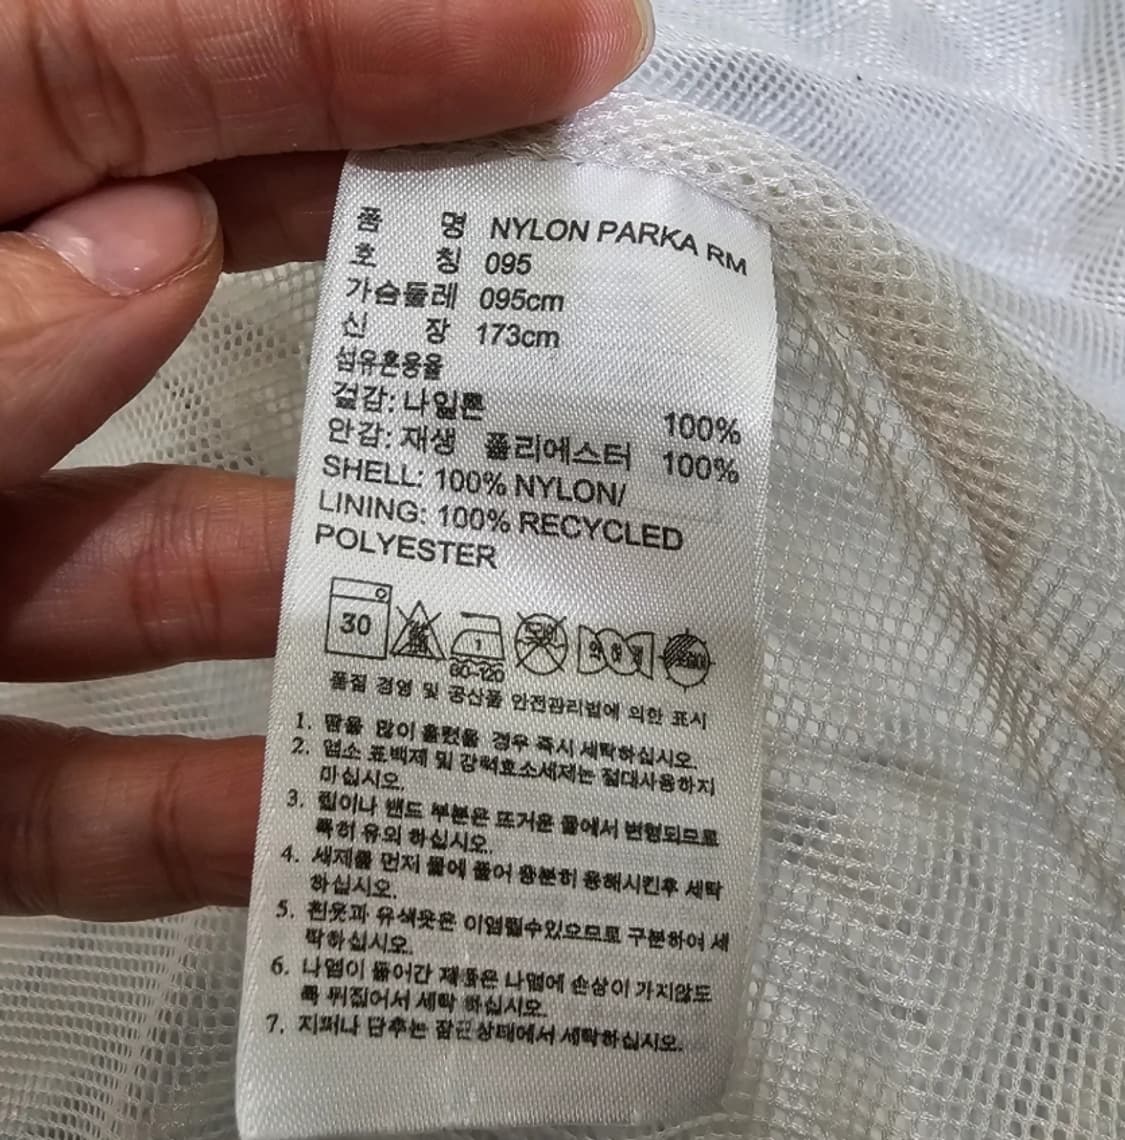 품 명 NYLON PARKA RM
호 칭 095
가슴둘레 095cm
신 장 173cm
섬유혼용율
겉감: 나일론 100%
안감: 재생 폴리에스터 100%
SHELL: 100% NYLON/
LINING: 100% RECYCLED
POLYESTER
30
1
80-120
품질 경영 및 공산품 안전관리법에 의한 표시
1. 땀을 많이 흘렸을 경우 즉시 세탁하십시오.
2. 염소 표백제 및 강력효소세제는 절대사용하지
마십시오.
3. 립이나 밴드 부분은 뜨거운 물에서 변형되므로
특히 유의 하십시오.
4. 세제를 먼저 물에 풀어 충분히 용해시킨후 세탁
하십시오.
5. 흰옷과 유색옷은 이염될수있으므로 구분하여 세
탁하십시오.
6. 나염이 들어간 제품은 나염에 손상이 가지않도
록 뒤집어서 세탁 하십시오.
7. 지퍼나 단추는 잠근상태에서 세탁하십시오.